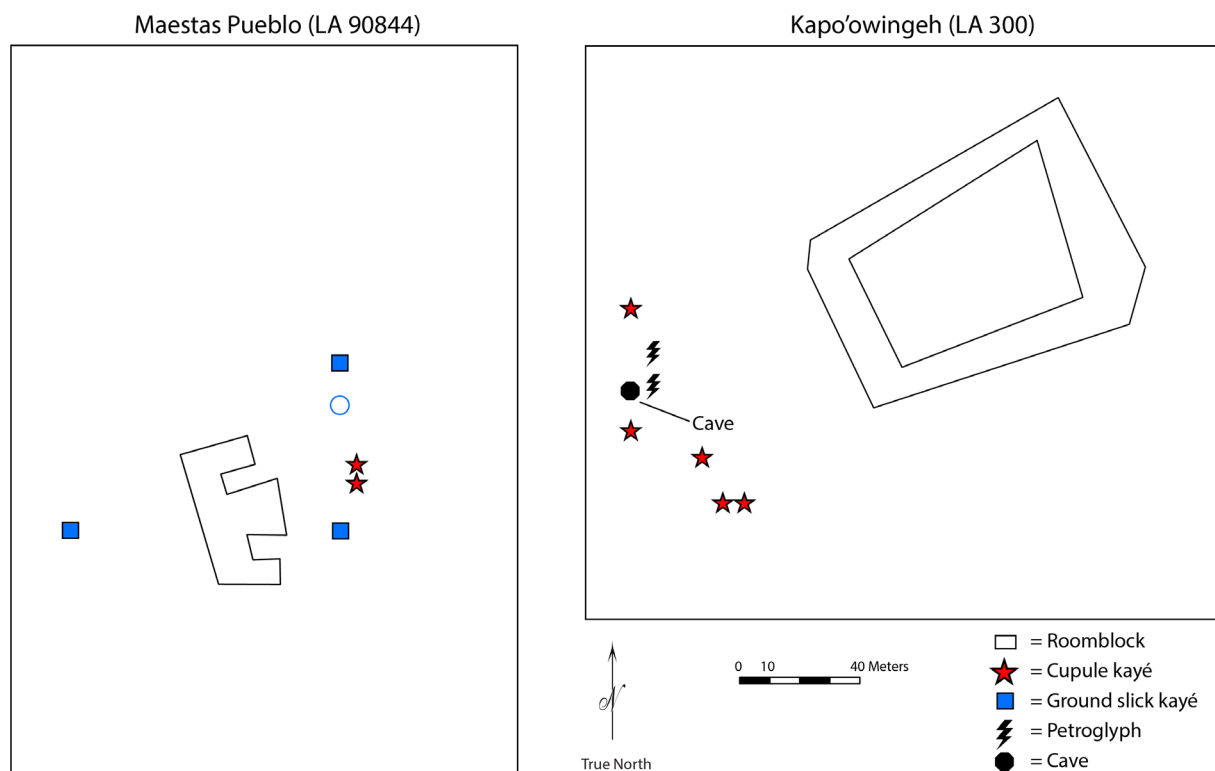 Maestas Pueblo (LA 90844)
Kapo’owingeh (LA 300)
Cave
0 10 40 Meters
N
True North
= Roomblock
= Cupule kayé
= Ground slick kayé
= Petroglyph
= Cave